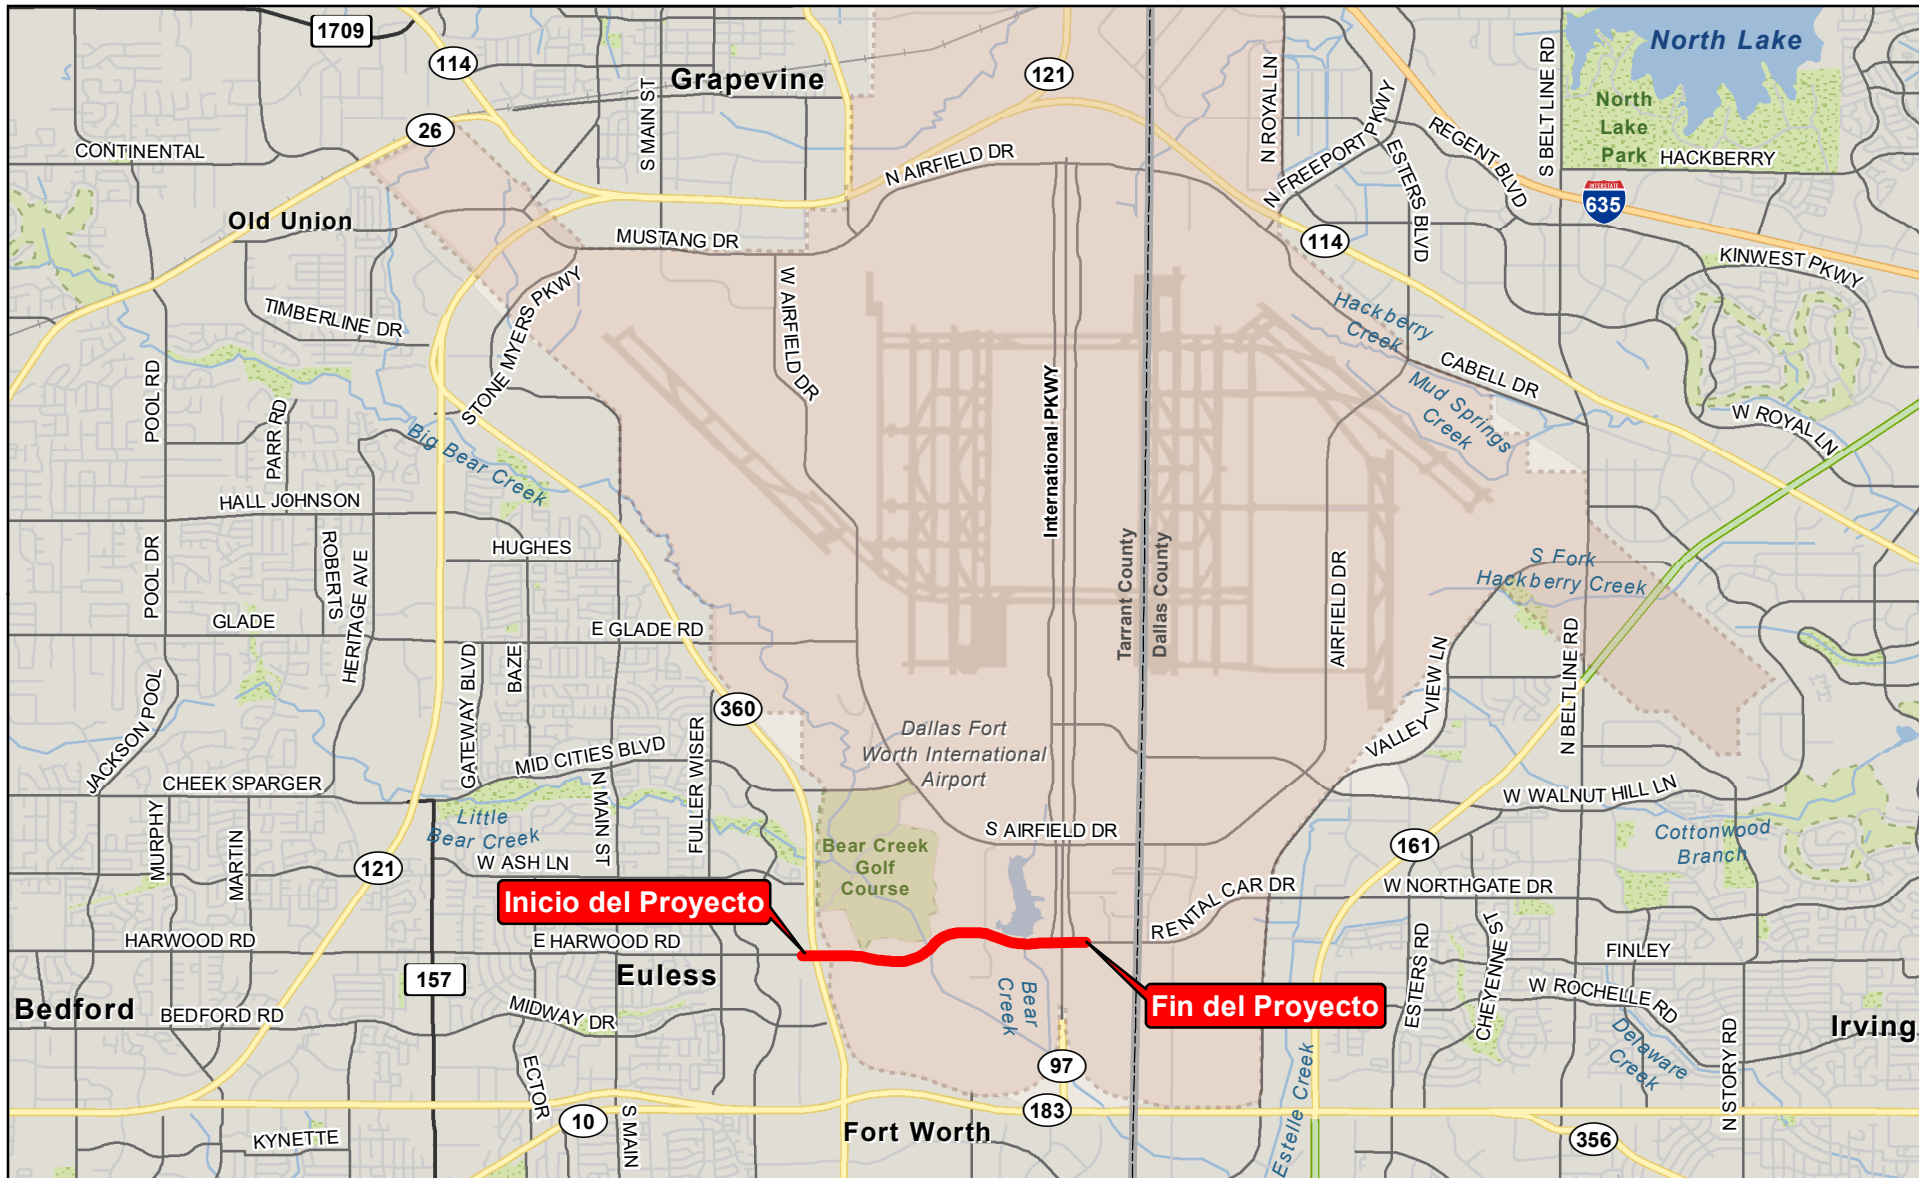 1709
114
Grapevine
121
North Lake
26
CONTINENTAL
S MAIN ST
N AIRFIELD DR
N ROYAL LN
N FREEPORT PKWY
ESTERS BLVD
REGENT BLVD
S BELT LINE RD
North
Lake
Park
HACKBERRY
INTERSTATE
635
Old Union
MUSTANG DR
114
KINWEST PKWY
TIMBERLINE DR
STONE MYERS PKWY
W AIRFIELD DR
Hackberry
Creek
CABELL DR
Mud Springs
Creek
W ROYAL LN
POOL RD
PARR RD
Big Bear Creek
International PKWY
HALL JOHNSON
HUGHES
POOL DR
ROBERTS
HERITAGE AVE
Tarrant County
Dallas County
AIRFIELD DR
S Fork
Hackberry Creek
GLADE
E GLADE RD
GATEWAY BLVD
BAZE
VALLEY VIEW LN
N BELTLINE RD
JACKSON POOL
360
Dallas Fort
Worth International
Airport
MID CITIES BLVD
N MAIN ST
FULLER WISER
CHEEK SPARGER
W WALNUT HILL LN
MURPHY
MARTIN
Little
Bear Creek
S AIRFIELD DR
Bear Creek
Golf
Course
161
Cottonwood
Branch
121
W ASH LN
RENTAL CAR DR
W NORTHGATE DR
Inicio del Proyecto
HARWOOD RD
E HARWOOD RD
ESTERS RD
CHEYENNE ST
FINLEY
157
Euless
Bear
Creek
Fin del Proyecto
W ROCHELLE RD
Bedford
BEDFORD RD
MIDWAY DR
Delaware
Creek
N STORY RD
Irving
97
ECTOR
183
Estelle Creek
10
S MAIN
KYNETTE
Fort Worth
356